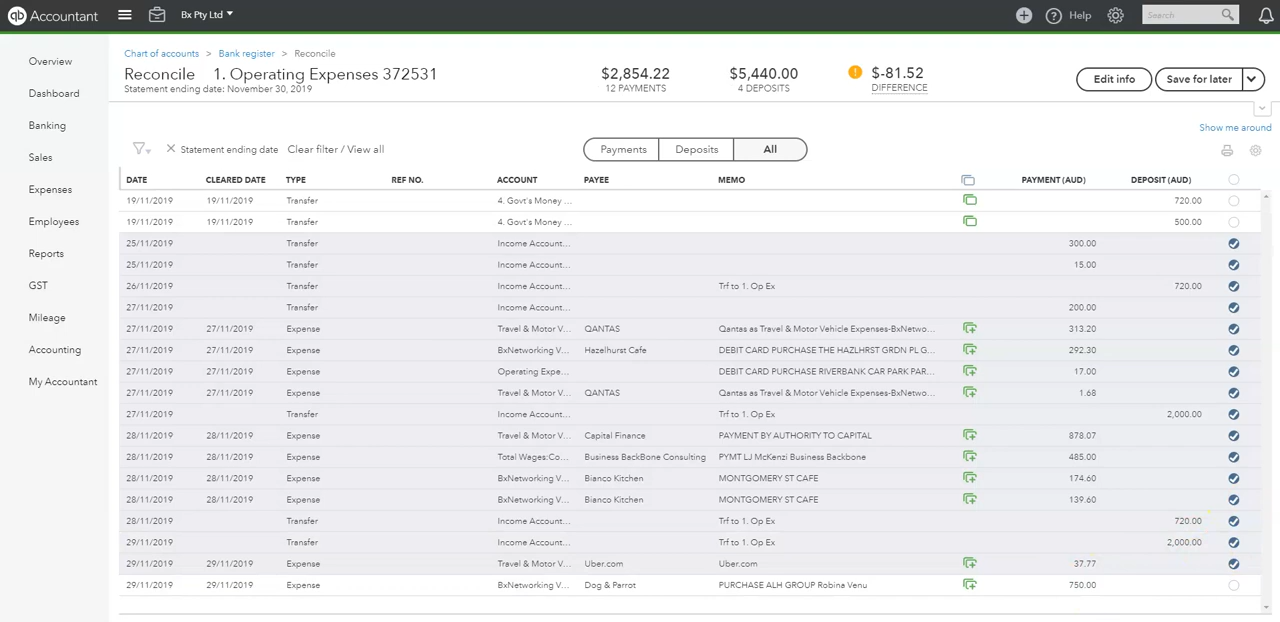 qb Accountant Bx Pty Ltd Help Search
Overview
Dashboard
Banking
Sales
Expenses
Employees
Reports
GST
Mileage
Accounting
My Accountant
Chart of accounts > Bank register > Reconcile
Reconcile 1. Operating Expenses 372531
Statement ending date: November 30, 2019
$2,854.22
12 PAYMENTS
$5,440.00
4 DEPOSITS
$-81.52
DIFFERENCE
Edit info
Save for later
Show me around
Statement ending date Clear filter / View all
Payments Deposits All
DATE CLEARED DATE TYPE REF NO. ACCOUNT PAYEE MEMO PAYMENT (AUD) DEPOSIT (AUD)
19/11/2019 19/11/2019 Transfer 4. Govt's Money ... 720.00
19/11/2019 19/11/2019 Transfer 4. Govt's Money ... 500.00
25/11/2019 Transfer Income Account... 300.00
25/11/2019 Transfer Income Account... 15.00
26/11/2019 Transfer Income Account... Trf to 1. Op Ex 720.00
27/11/2019 Transfer Income Account... 200.00
27/11/2019 27/11/2019 Expense Travel & Motor V... QANTAS Qantas as Travel & Motor Vehicle Expenses-BxNetwo... 313.20
27/11/2019 27/11/2019 Expense BxNetworking V... Hazelhurst Cafe DEBIT CARD PURCHASE THE HAZLHRST GRDN PL G... 292.30
27/11/2019 27/11/2019 Expense Operating Expe... DEBIT CARD PURCHASE RIVERBANK CAR PARK PAR... 17.00
27/11/2019 27/11/2019 Expense Travel & Motor V... QANTAS Qantas as Travel & Motor Vehicle Expenses-BxNetwo... 1.68
27/11/2019 Transfer Income Account... Trf to 1. Op Ex 2,000.00
28/11/2019 28/11/2019 Expense Travel & Motor V... Capital Finance PAYMENT BY AUTHORITY TO CAPITAL 878.07
28/11/2019 28/11/2019 Expense Total Wages:Co... Business BackBone Consulting PYMT LJ McKenzi Business Backbone 485.00
28/11/2019 28/11/2019 Expense BxNetworking V... Bianco Kitchen MONTGOMERY ST CAFE 174.60
28/11/2019 28/11/2019 Expense BxNetworking V... Bianco Kitchen MONTGOMERY ST CAFE 139.60
28/11/2019 Transfer Income Account... Trf to 1. Op Ex 720.00
29/11/2019 Transfer Income Account... Trf to 1. Op Ex 2,000.00
29/11/2019 29/11/2019 Expense Travel & Motor V... Uber.com Uber.com 37.77
29/11/2019 29/11/2019 Expense BxNetworking V... Dog & Parrot PURCHASE ALH GROUP Robina Venu 750.00